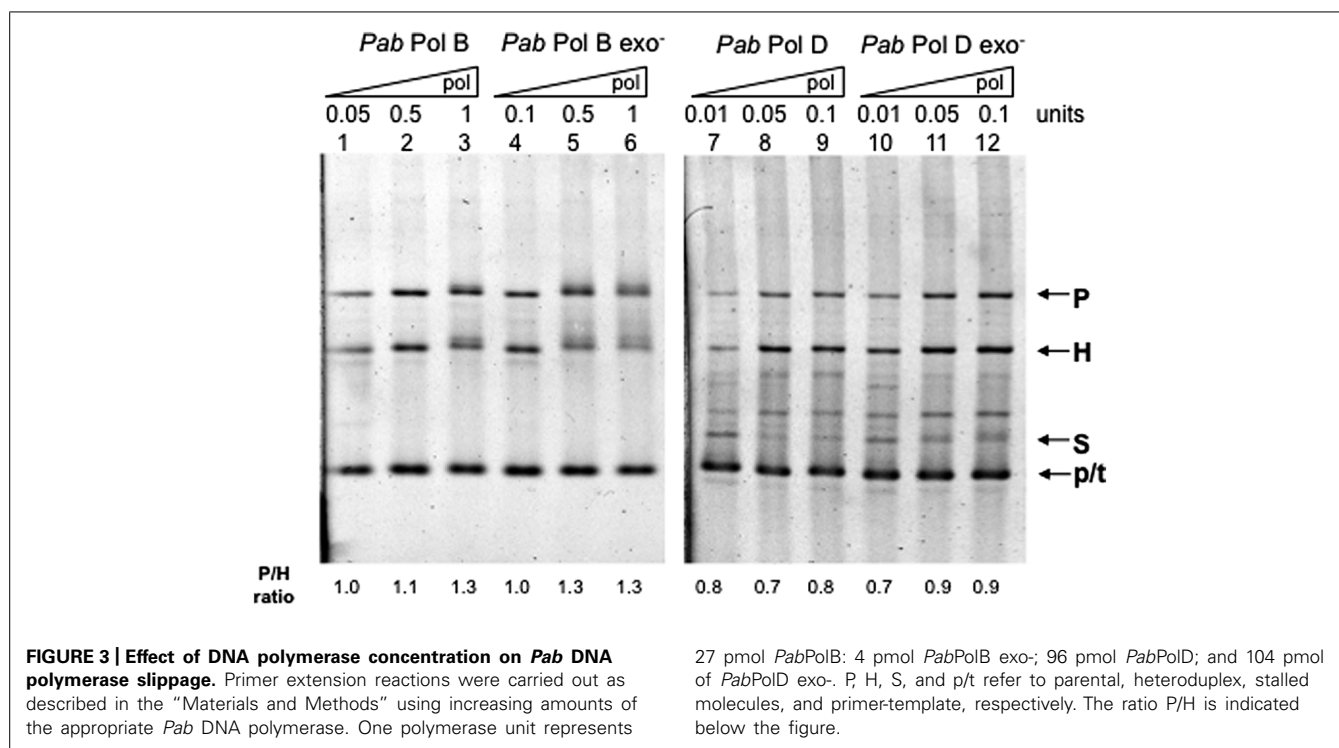 Pab Pol B Pab Pol B exo- Pab Pol D Pab Pol D exo-
pol pol pol pol
0.05 0.5 1 0.1 0.5 1 0.01 0.05 0.1 0.01 0.05 0.1 units
1 2 3 4 5 6 7 8 9 10 11 12
P
H
S
p/t
P/H
ratio
1.0 1.1 1.3 1.0 1.3 1.3 0.8 0.7 0.8 0.7 0.9 0.9
FIGURE 3 | Effect of DNA polymerase concentration on Pab DNA
polymerase slippage. Primer extension reactions were carried out as
described in the “Materials and Methods” using increasing amounts of
the appropriate Pab DNA polymerase. One polymerase unit represents
27 pmol PabPolB: 4 pmol PabPolB exo-; 96 pmol PabPolD; and 104 pmol
of PabPolD exo-. P, H, S, and p/t refer to parental, heteroduplex, stalled
molecules, and primer-template, respectively. The ratio P/H is indicated
below the figure.